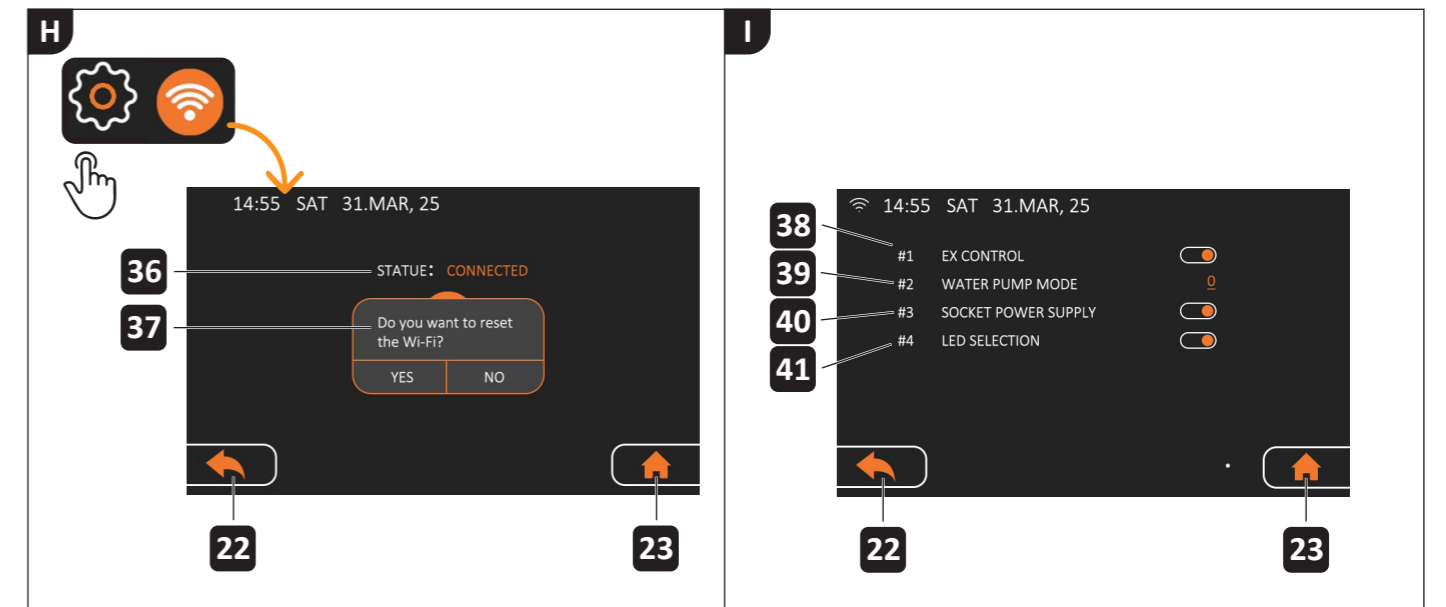 H
14:55 SAT 31.MAR, 25
36
STATUE: CONNECTED
37
Do you want to reset
the Wi-Fi?
YES NO
22
23
I
14:55 SAT 31.MAR, 25
38
#1 EX CONTROL
39
#2 WATER PUMP MODE 0
40
#3 SOCKET POWER SUPPLY
41
#4 LED SELECTION
22
23